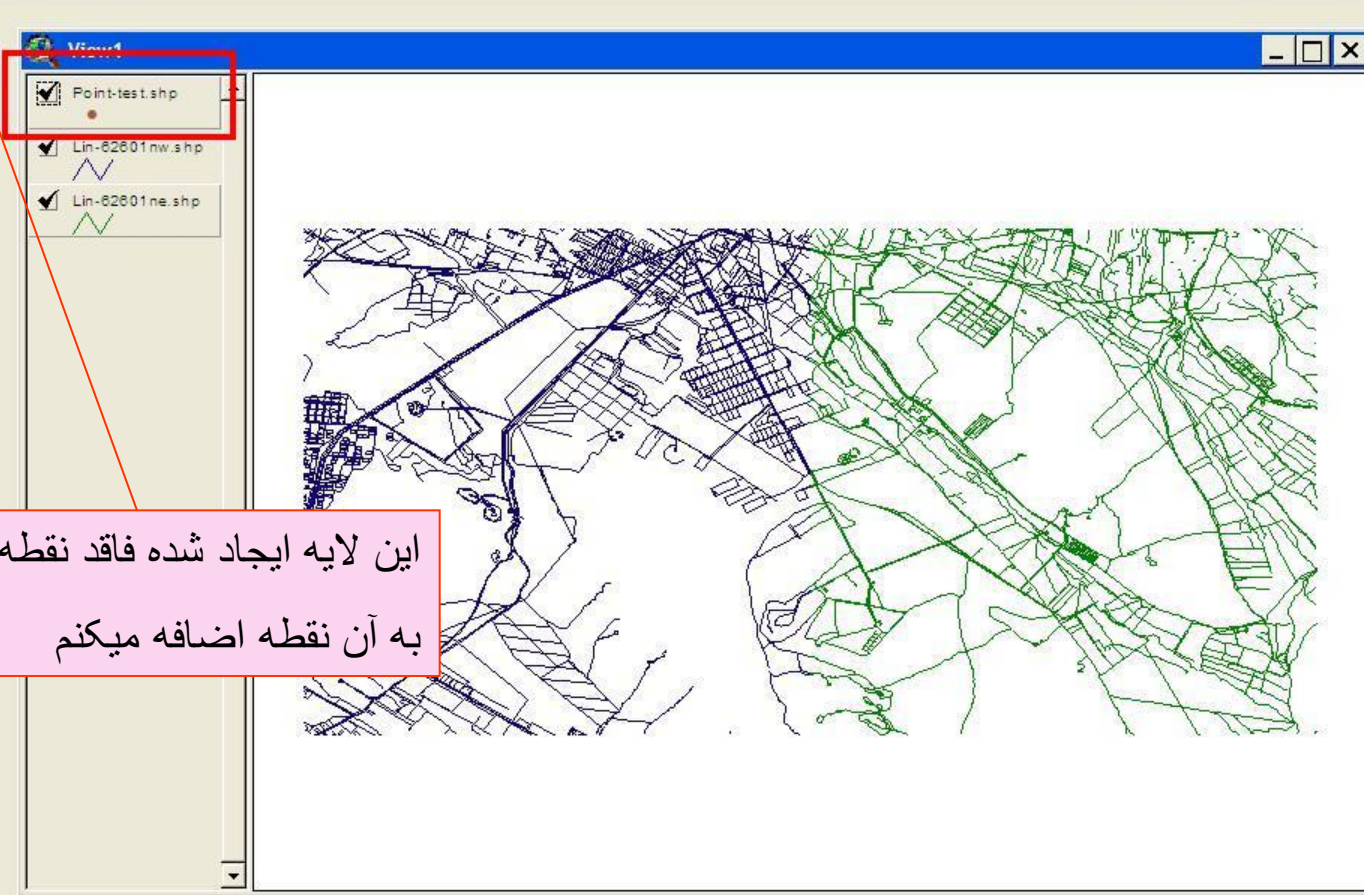 View1
Point-test.shp
Lin-62601nw.shp
Lin-62601ne.shp
این لایه ایجاد شده فاقد نقطه
به آن نقطه اضافه میکنم